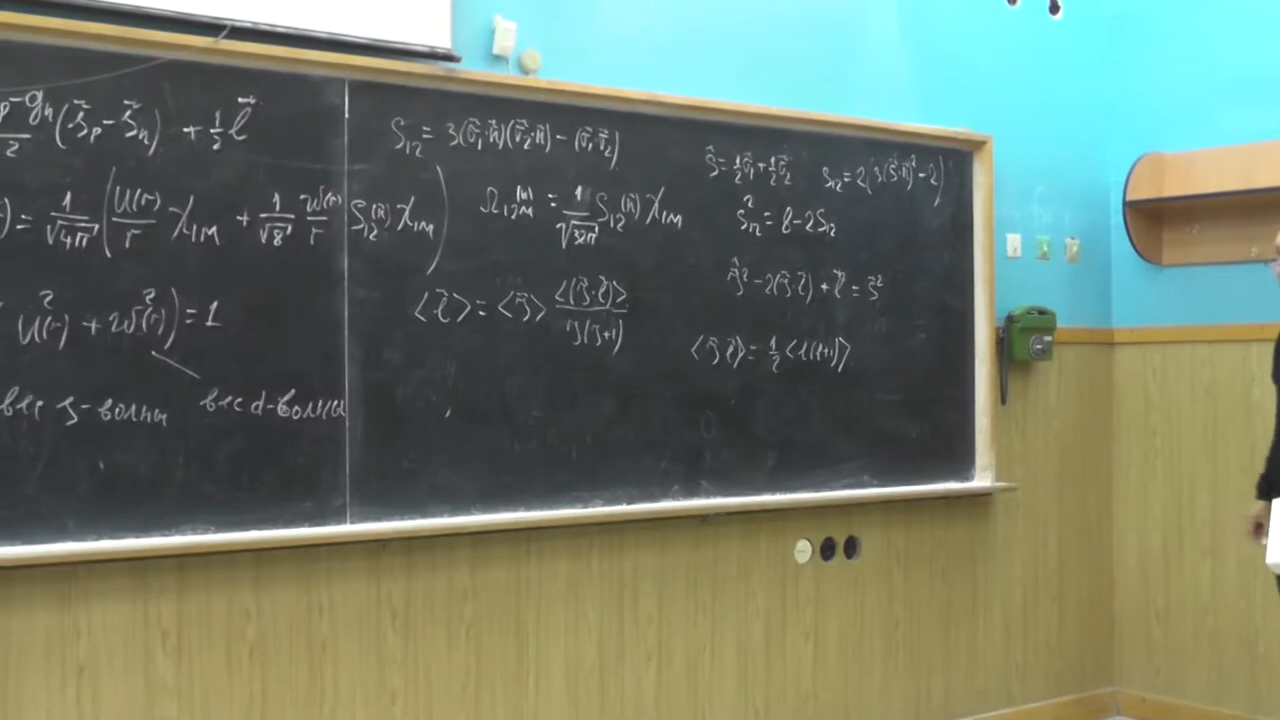 p - gn / 2 (s⃗p - s⃗n) + 1/2 l⃗
) = 1/√4π ( u(r)/r χ1M + 1/√8 w(r)/r S12(n⃗) χ1M )
u²(r) + w²(r) ) = 1
вес s-волны вес d-волны
S12 = 3(σ⃗1·n⃗)(σ⃗2·n⃗) - (σ⃗1·σ⃗2)
Ω12M(n⃗) = 1/√32π S12(n⃗) χ1M
<l⃗> = <J⃗> <(J⃗·l⃗)> / J(J+1)
S⃗ = 1/2 σ⃗1 + 1/2 σ⃗2 S12 = 2(3(S⃗·n⃗)² - 2)
S12² = 8 - 2S12
J⃗² - 2(J⃗·l⃗) + l⃗² = S⃗²
<J⃗·l⃗> = 1/2 <l(l+1)>